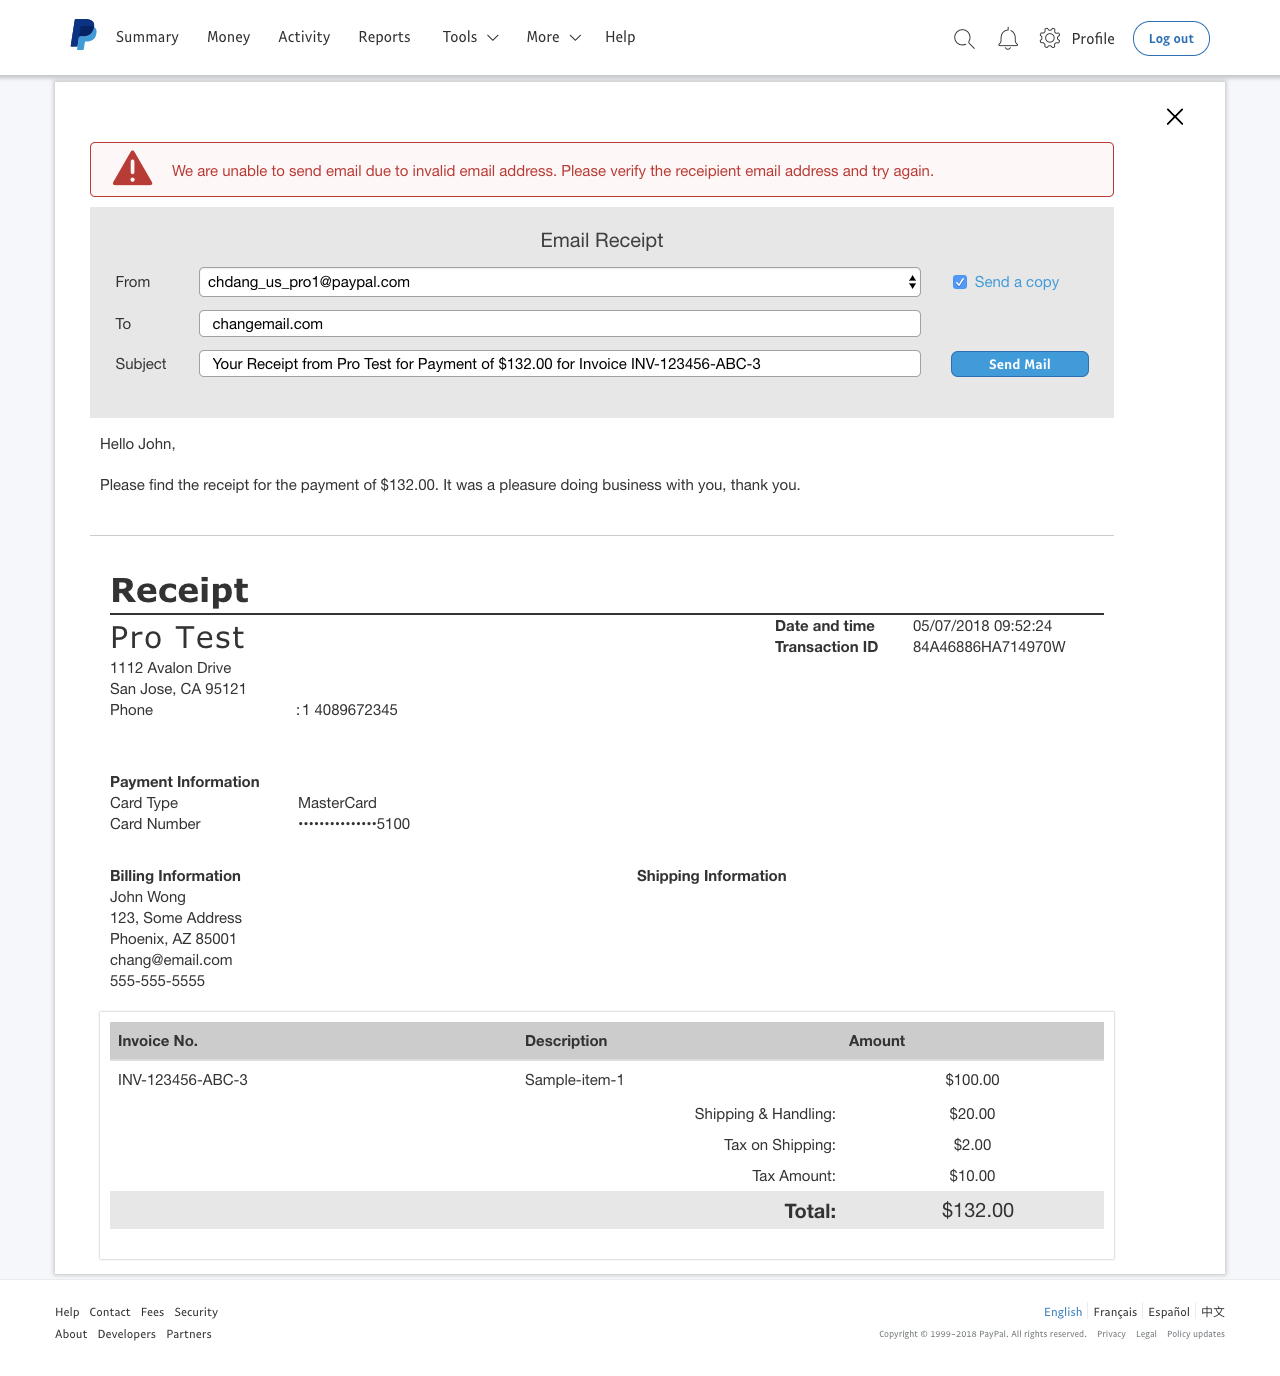 Summary Money Activity Reports Tools More Help Profile Log out
We are unable to send email due to invalid email address. Please verify the receipient email address and try again.
Email Receipt
From chdang_us_pro1@paypal.com Send a copy
To changemail.com
Subject Your Receipt from Pro Test for Payment of $132.00 for Invoice INV-123456-ABC-3 Send Mail
Hello John,
Please find the receipt for the payment of $132.00. It was a pleasure doing business with you, thank you.
Receipt
Pro Test
Date and time 05/07/2018 09:52:24
Transaction ID 84A46886HA714970W
1112 Avalon Drive
San Jose, CA 95121
Phone : 1 4089672345
Payment Information
Card Type MasterCard
Card Number •••••••••••••••5100
Billing Information Shipping Information
John Wong
123, Some Address
Phoenix, AZ 85001
chang@email.com
555-555-5555
Invoice No. Description Amount
INV-123456-ABC-3 Sample-item-1 $100.00
Shipping & Handling: $20.00
Tax on Shipping: $2.00
Tax Amount: $10.00
Total: $132.00
Help Contact Fees Security English Français Español 中文
About Developers Partners Copyright © 1999–2018 PayPal. All rights reserved. Privacy Legal Policy updates